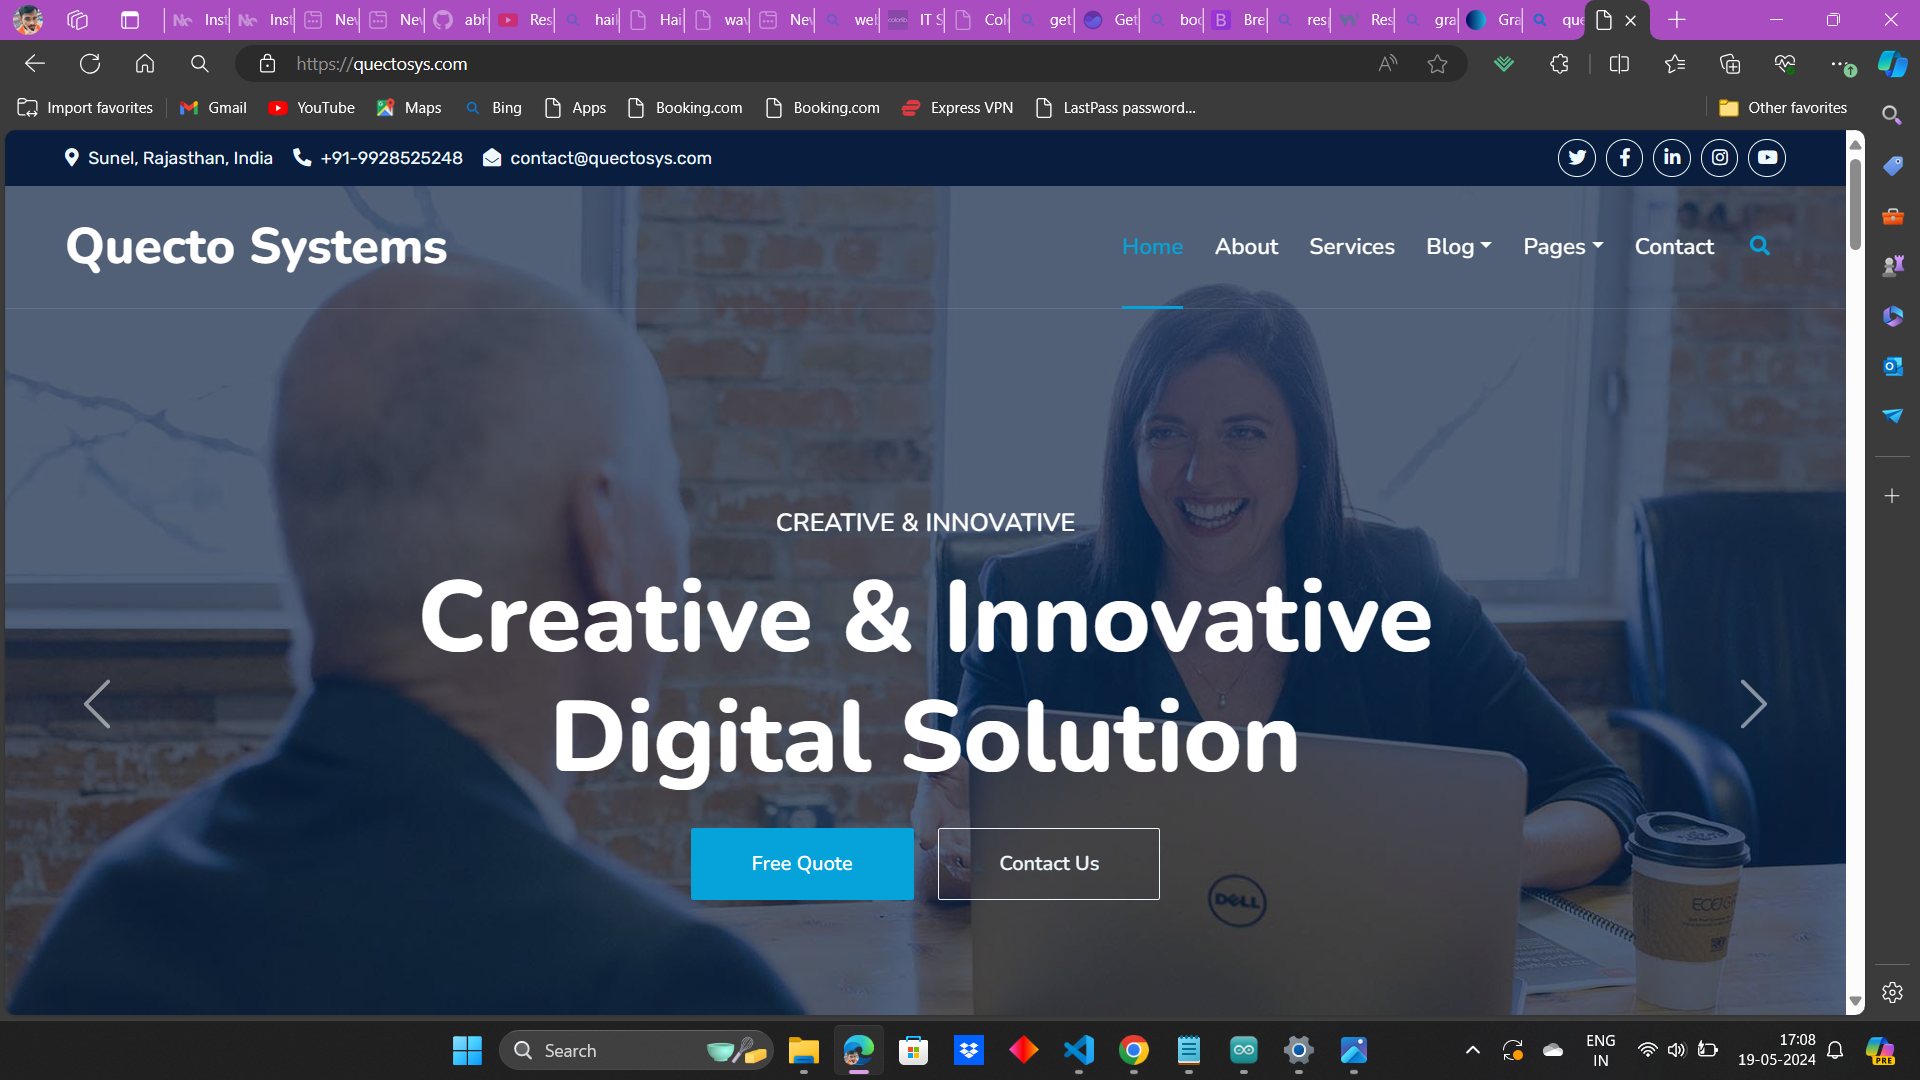 Inst
Inst
Nev
Nev
abh
Res
hai
Hai
wav
Nev
wel
IT S
Col
get
Get
boo
Bre
res
Res
gra
Gra
que
https://quectosys.com
Import favorites
Gmail
YouTube
Maps
Bing
Apps
Booking.com
Booking.com
Express VPN
LastPass password...
Other favorites
Sunel, Rajasthan, India
+91-9928525248
contact@quectosys.com
Quecto Systems
Home
About
Services
Blog
Pages
Contact
CREATIVE & INNOVATIVE
Creative & Innovative
Digital Solution
Free Quote
Contact Us
DELL
Search
ENG
IN
17:08
19-05-2024
PRE